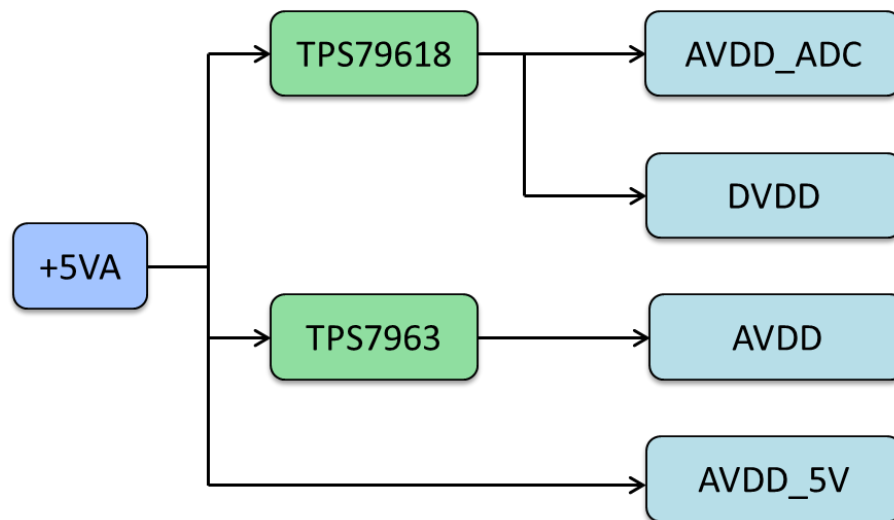 TPS79618
AVDD_ADC
DVDD
+5VA
TPS7963
AVDD
AVDD_5V